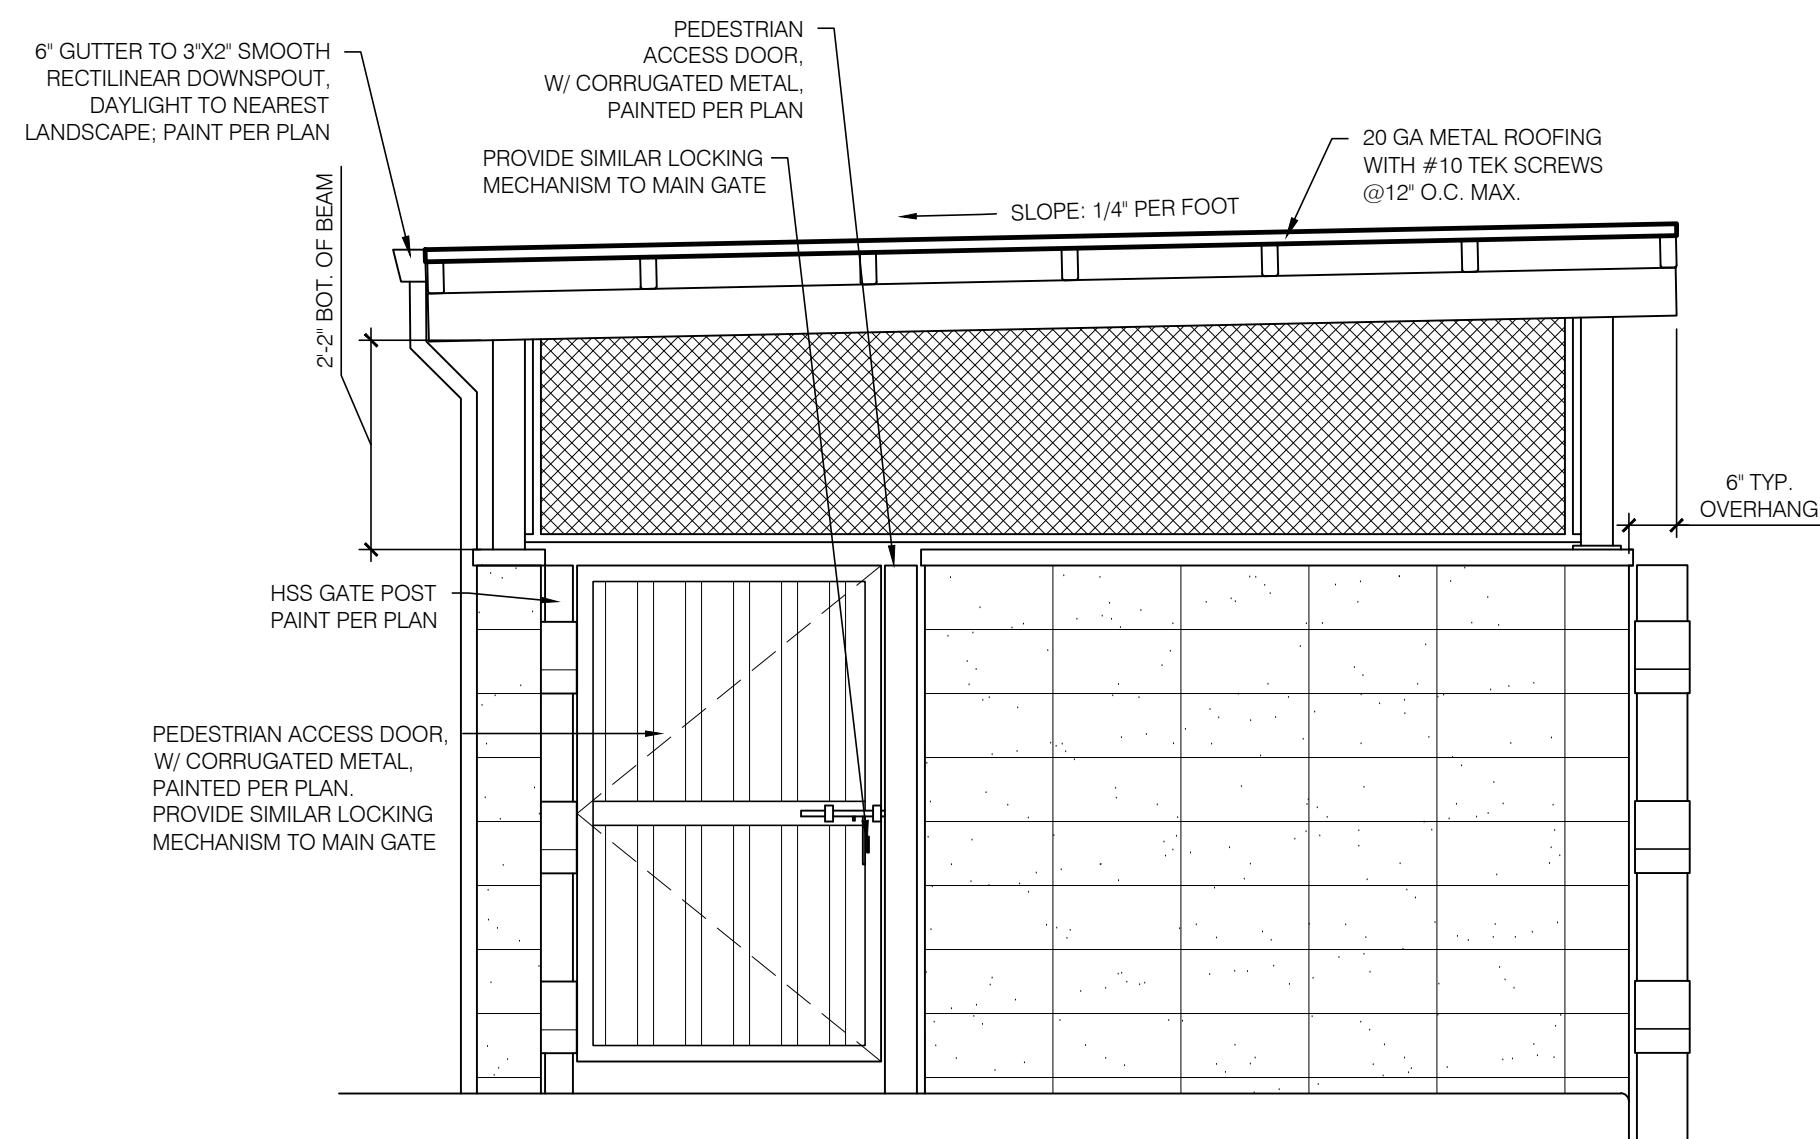 6" GUTTER TO 3"X2" SMOOTH
RECTILINEAR DOWNSPOUT,
DAYLIGHT TO NEAREST
LANDSCAPE; PAINT PER PLAN
PEDESTRIAN
ACCESS DOOR,
W/ CORRUGATED METAL,
PAINTED PER PLAN
PROVIDE SIMILAR LOCKING
MECHANISM TO MAIN GATE
20 GA METAL ROOFING
WITH #10 TEK SCREWS
@12" O.C. MAX.
SLOPE: 1/4" PER FOOT
2'-2" BOT. OF BEAM
6" TYP.
OVERHANG
HSS GATE POST
PAINT PER PLAN
PEDESTRIAN ACCESS DOOR,
W/ CORRUGATED METAL,
PAINTED PER PLAN.
PROVIDE SIMILAR LOCKING
MECHANISM TO MAIN GATE